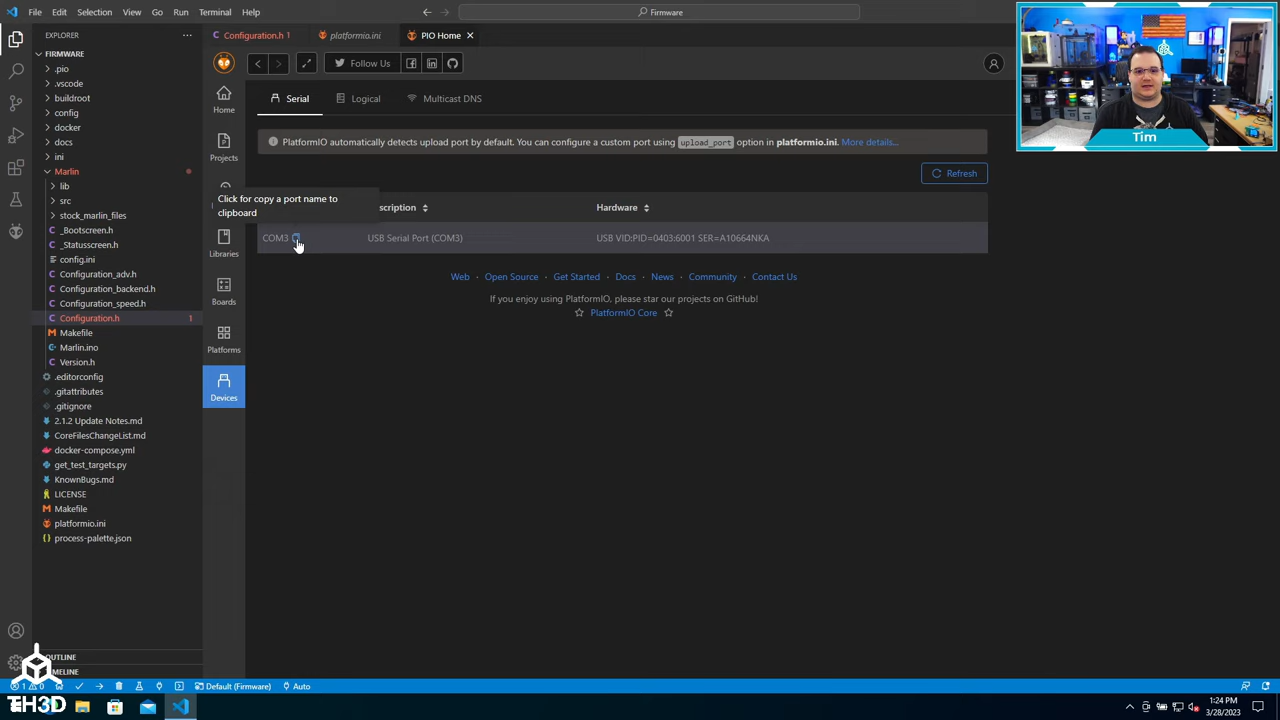 File Edit Selection View Go Run Terminal Help
Firmware
EXPLORER
FIRMWARE
.pio
.vscode
buildroot
config
docker
docs
ini
Marlin
lib
src
stock_marlin_files
_Bootscreen.h
_Statusscreen.h
config.ini
Configuration_adv.h
Configuration_backend.h
Configuration_speed.h
Configuration.h 1
Makefile
Marlin.ino
Version.h
.editorconfig
.gitattributes
.gitignore
2.1.2 Update Notes.md
CoreFilesChangeList.md
docker-compose.yml
get_test_targets.py
KnownBugs.md
LICENSE
Makefile
platformio.ini
process-palette.json
OUTLINE
TIMELINE
Configuration.h 1
platformio.ini
PIO Home
Follow Us
Home
Projects
Libraries
Boards
Platforms
Devices
Serial
Logical
Multicast DNS
PlatformIO automatically detects upload port by default. You can configure a custom port using upload_port option in platformio.ini. More details...
Refresh
Click for copy a port name to
clipboard
scription
Hardware
COM3
USB Serial Port (COM3)
USB VID:PID=0403:6001 SER=A10664NKA
Web · Open Source · Get Started · Docs · News · Community · Contact Us
If you enjoy using PlatformIO, please star our projects on GitHub!
PlatformIO Core
Tim
1 0
Default (Firmware)
Auto
TH3D
1:24 PM
3/28/2023